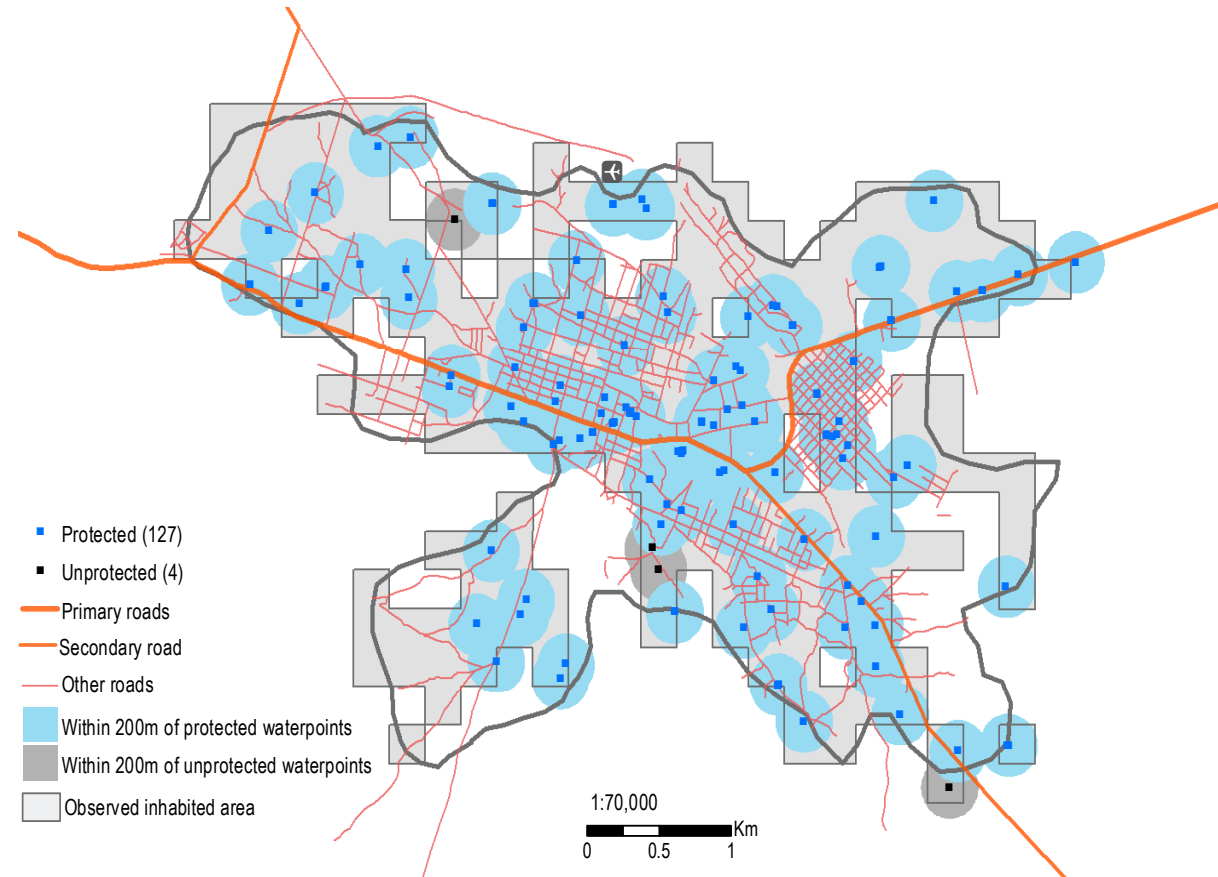 Protected (127)
Unprotected (4)
Primary roads
Secondary road
Other roads
Within 200m of protected waterpoints
Within 200m of unprotected waterpoints
Observed inhabited area
1:70,000
Km
0 0.5 1